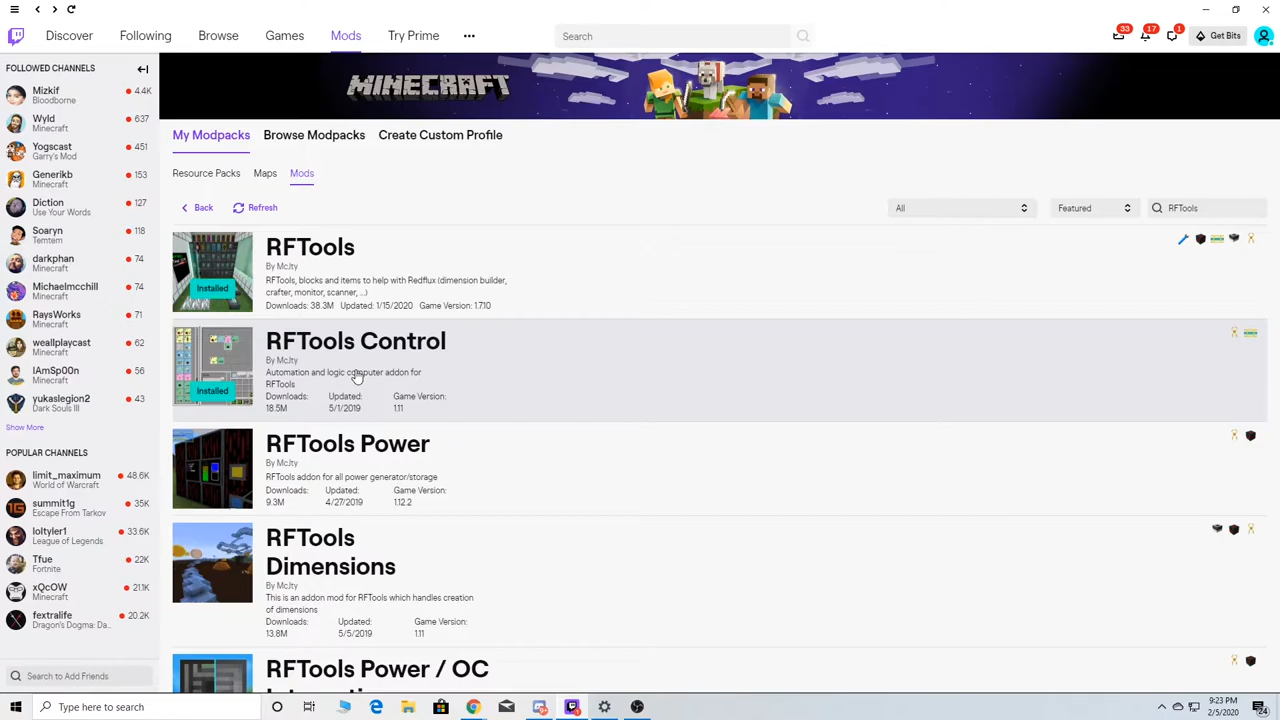 Discover Following Browse Games Mods Try Prime
Search
33 17 1 Get Bits
FOLLOWED CHANNELS
Mizkif 4.4K
Bloodborne
Wyld 637
Minecraft
Yogscast 451
Garry's Mod
Generikb 153
Minecraft
Diction 127
Use Your Words
Soaryn 118
Temtem
darkphan 74
Minecraft
Michaelmcchill 74
Minecraft
RaysWorks 71
Minecraft
weallplaycast 62
Minecraft
IAmSp00n 56
Minecraft
yukaslegion2 43
Dark Souls III
Show More
POPULAR CHANNELS
limit_maximum 48.6K
World of Warcraft
summit1g 35K
Escape From Tarkov
loltyler1 33.6K
League of Legends
Tfue 22K
Fortnite
xQcOW 21.1K
Minecraft
fextralife 20.2K
Dragon's Dogma: Da...
Search to Add Friends
MINECRAFT
My Modpacks Browse Modpacks Create Custom Profile
Resource Packs Maps Mods
Back Refresh All Featured RFTools
RFTools
By McJty
RFTools, blocks and items to help with Redflux (dimension builder,
crafter, monitor, scanner, ...)
Downloads: 38.3M Updated: 1/15/2020 Game Version: 1.7.10
Installed
RFTools Control
By McJty
Automation and logic computer addon for
RFTools
Downloads: Updated: Game Version:
18.5M 5/1/2019 1.11
Installed
RFTools Power
By McJty
RFTools addon for all power generator/storage
Downloads: Updated: Game Version:
9.3M 4/27/2019 1.12.2
RFTools
Dimensions
By McJty
This is an addon mod for RFTools which handles creation
of dimensions
Downloads: Updated: Game Version:
13.8M 5/5/2019 1.11
RFTools Power / OC
Type here to search
9:23 PM
2/5/2020
24